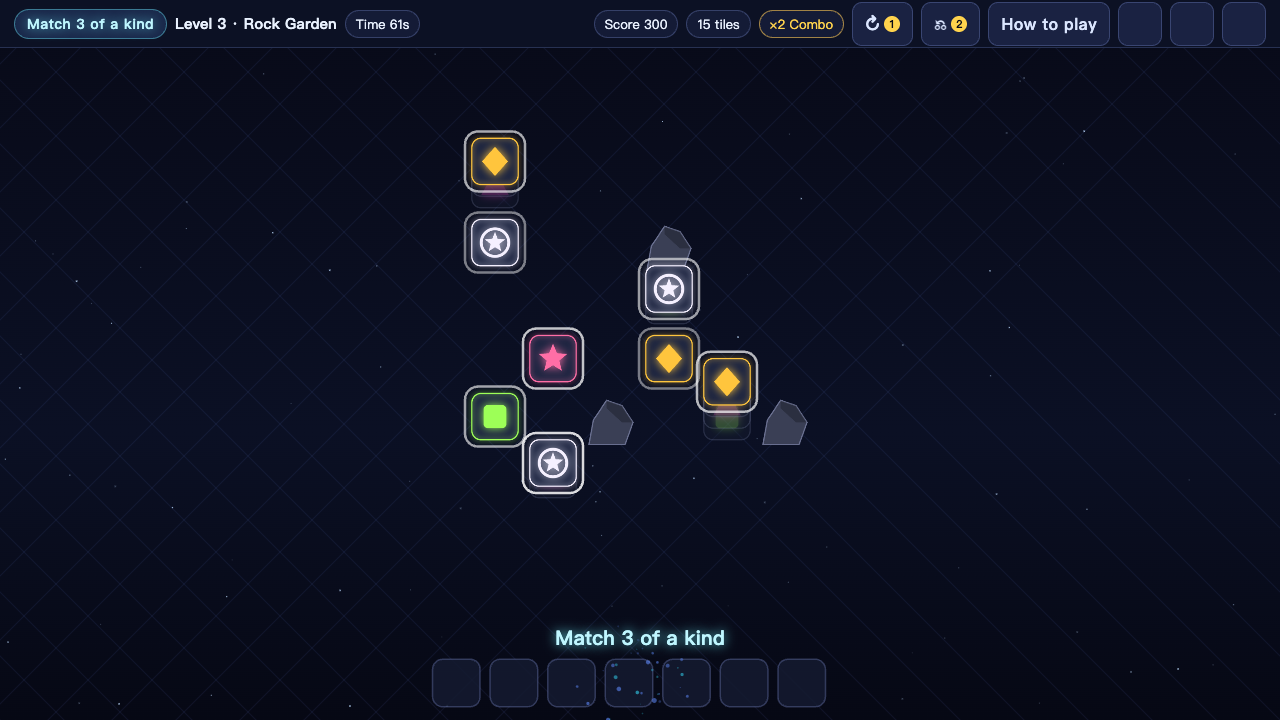 Match 3 of a kind
Level 3 · Rock Garden
Time 61s
Score 300
15 tiles
×2 Combo
1
2
How to play
Match 3 of a kind